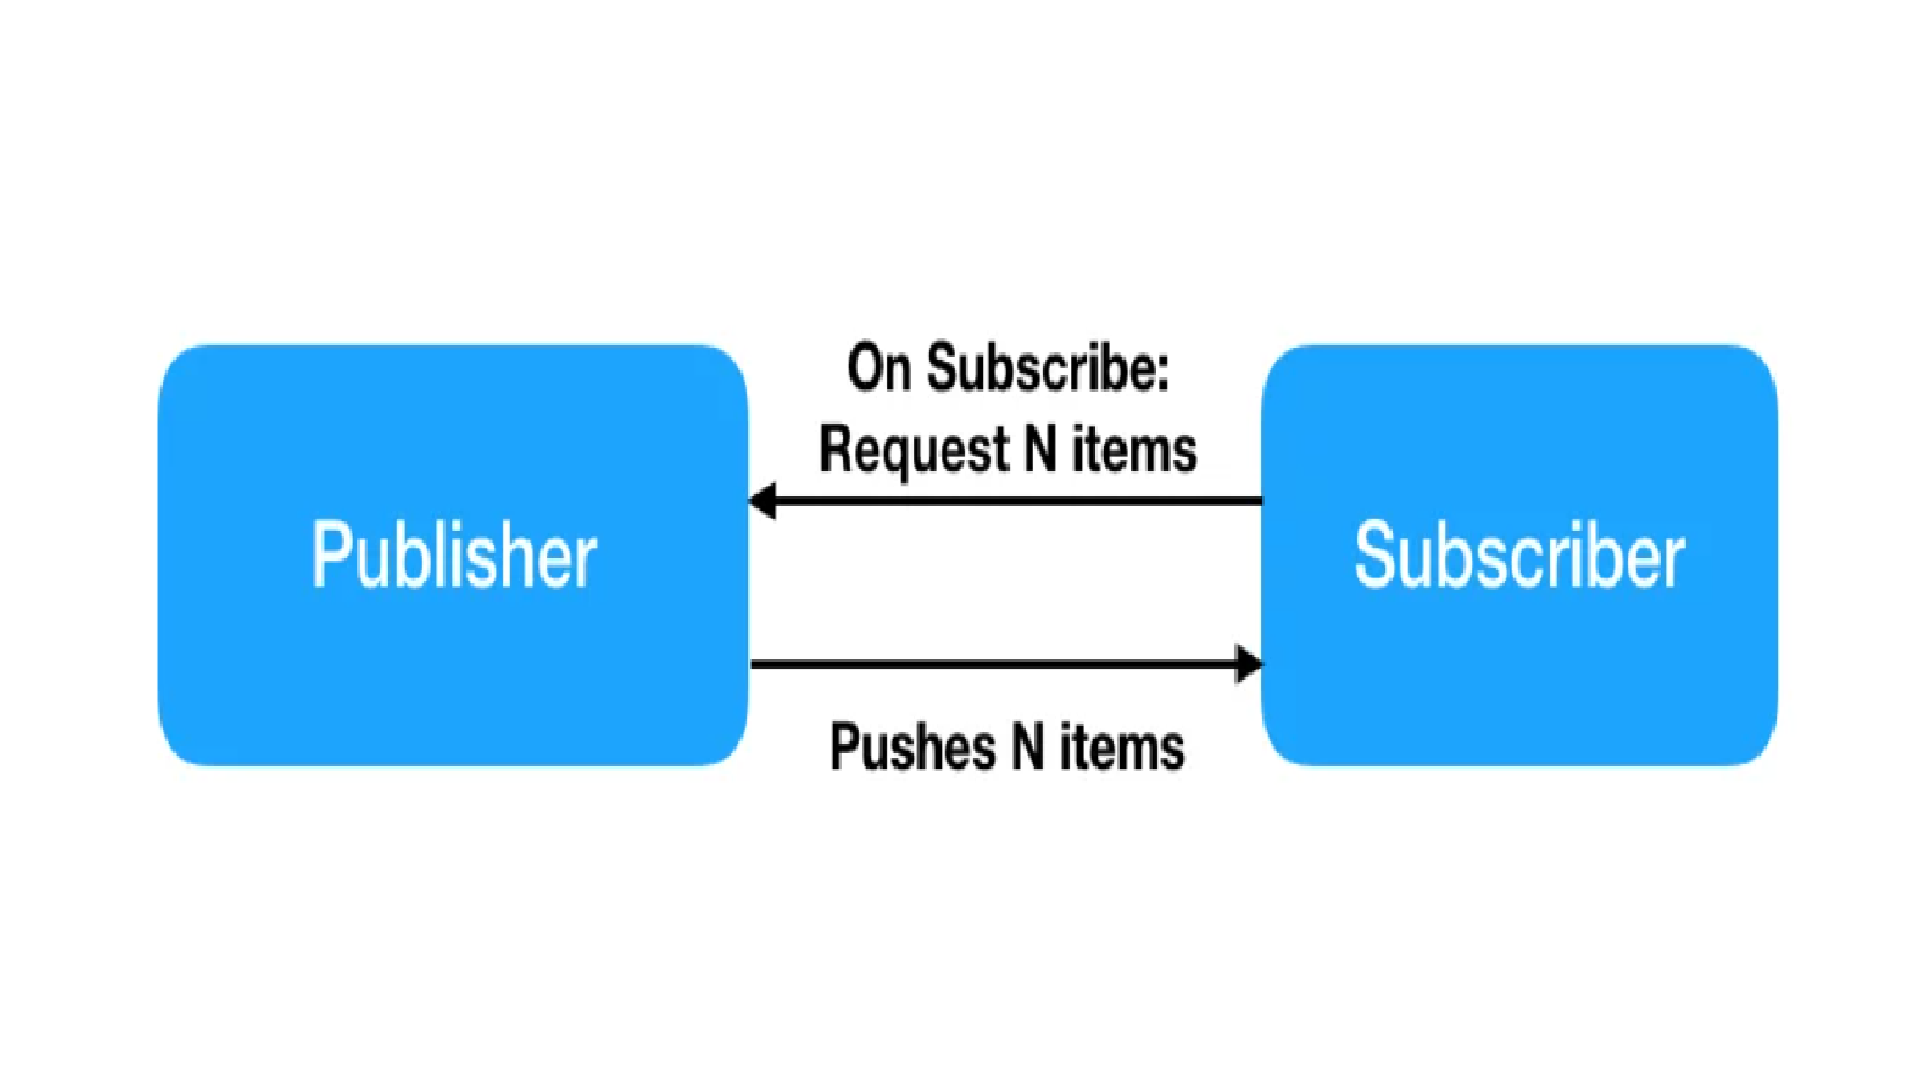 On Subscribe:
Request N items
Publisher
Subscriber
Pushes N items